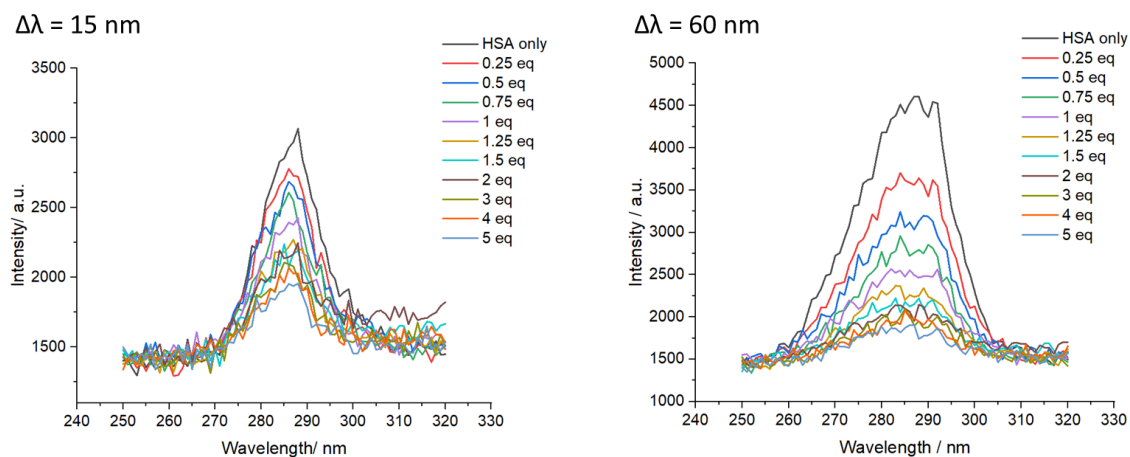 Δλ = 15 nm
HSA only
0.25 eq
0.5 eq
0.75 eq
1 eq
1.25 eq
1.5 eq
2 eq
3 eq
4 eq
5 eq
3500
3000
2500
2000
1500
Intensity/ a.u.
240 250 260 270 280 290 300 310 320 330
Wavelength/ nm
Δλ = 60 nm
HSA only
0.25 eq
0.5 eq
0.75 eq
1 eq
1.25 eq
1.5 eq
2 eq
3 eq
4 eq
5 eq
5000
4500
4000
3500
3000
2500
2000
1500
1000
Intensity / a.u.
240 250 260 270 280 290 300 310 320 330
Wavelength / nm